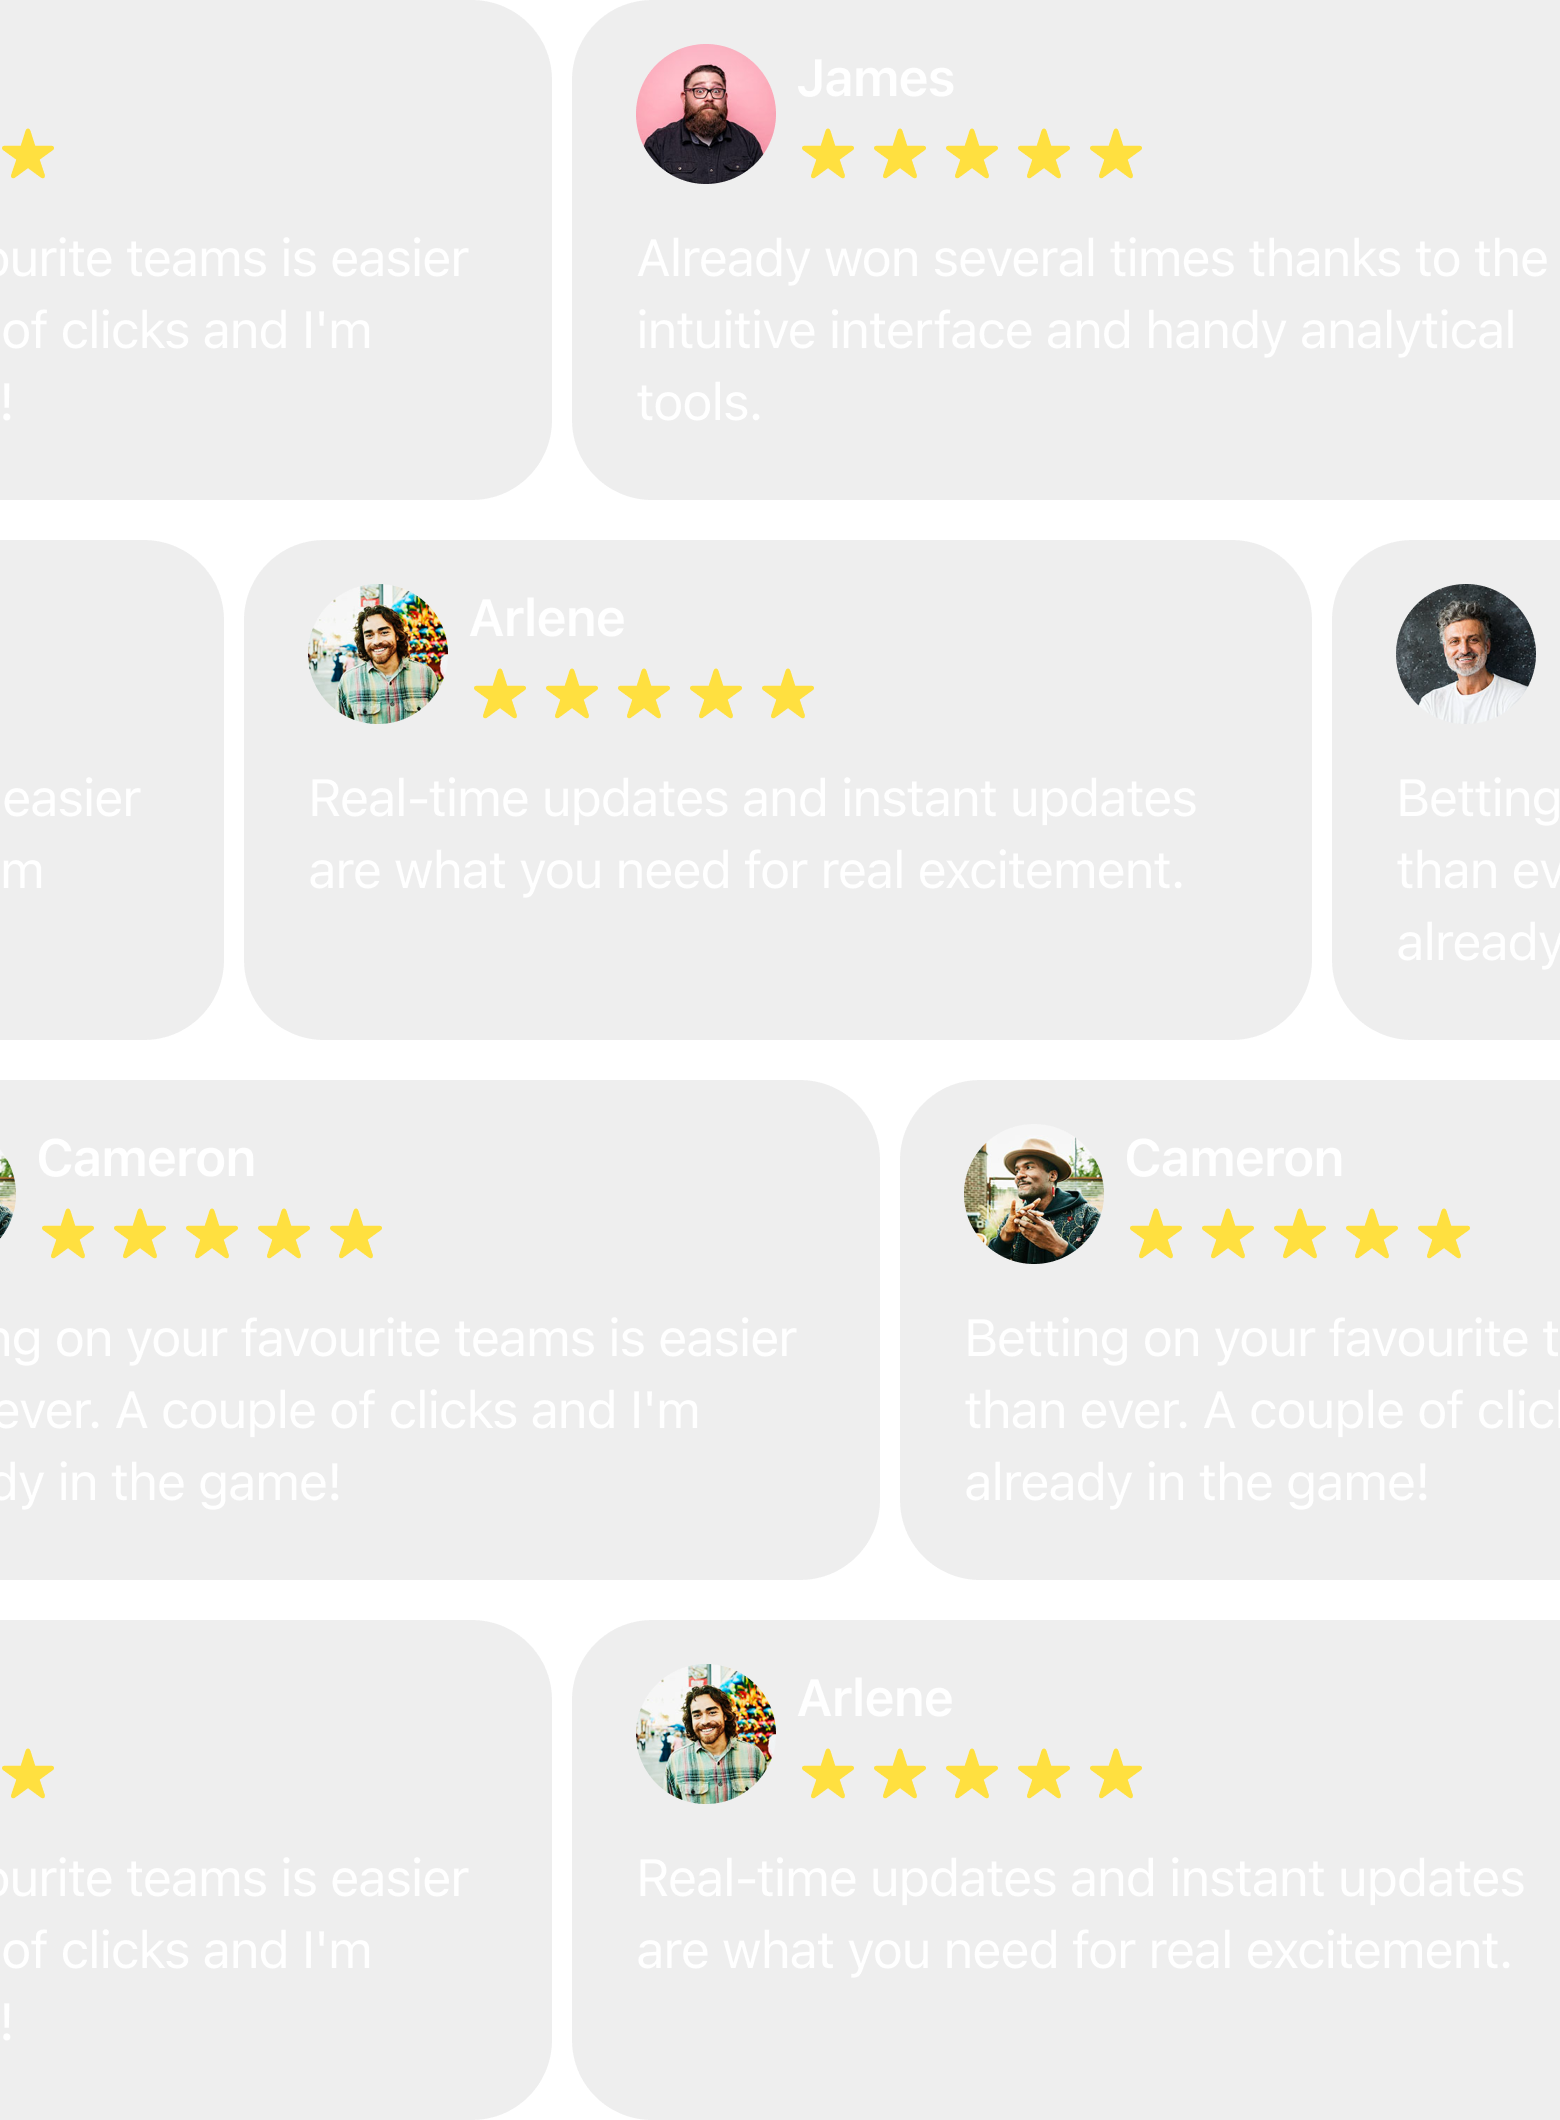 James
ourite teams is easier
of clicks and I'm
!
Already won several times thanks to the
intuitive interface and handy analytical
tools.
easier
m
Arlene
Real-time updates and instant updates
are what you need for real excitement.
Betting
than ev
already
Cameron
ng on your favourite teams is easier
ever. A couple of clicks and I'm
dy in the game!
Cameron
Betting on your favourite t
than ever. A couple of clic
already in the game!
ourite teams is easier
of clicks and I'm
!
Arlene
Real-time updates and instant updates
are what you need for real excitement.